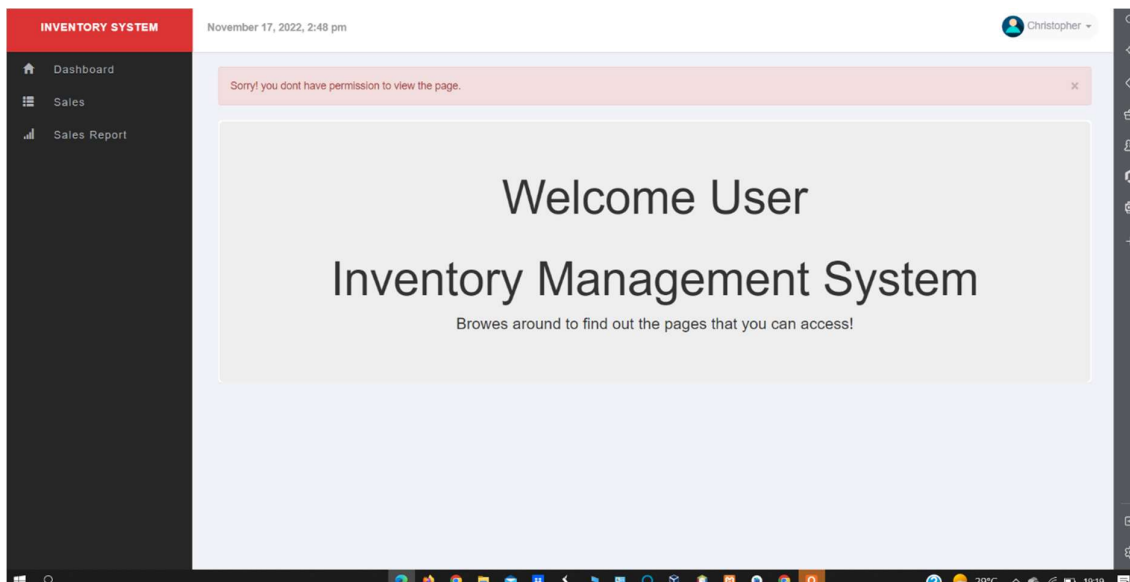 INVENTORY SYSTEM
November 17, 2022, 2:48 pm
Christopher
Dashboard
Sales
Sales Report
Sorry! you dont have permission to view the page.
×
Welcome User
Inventory Management System
Browes around to find out the pages that you can access!
29°C